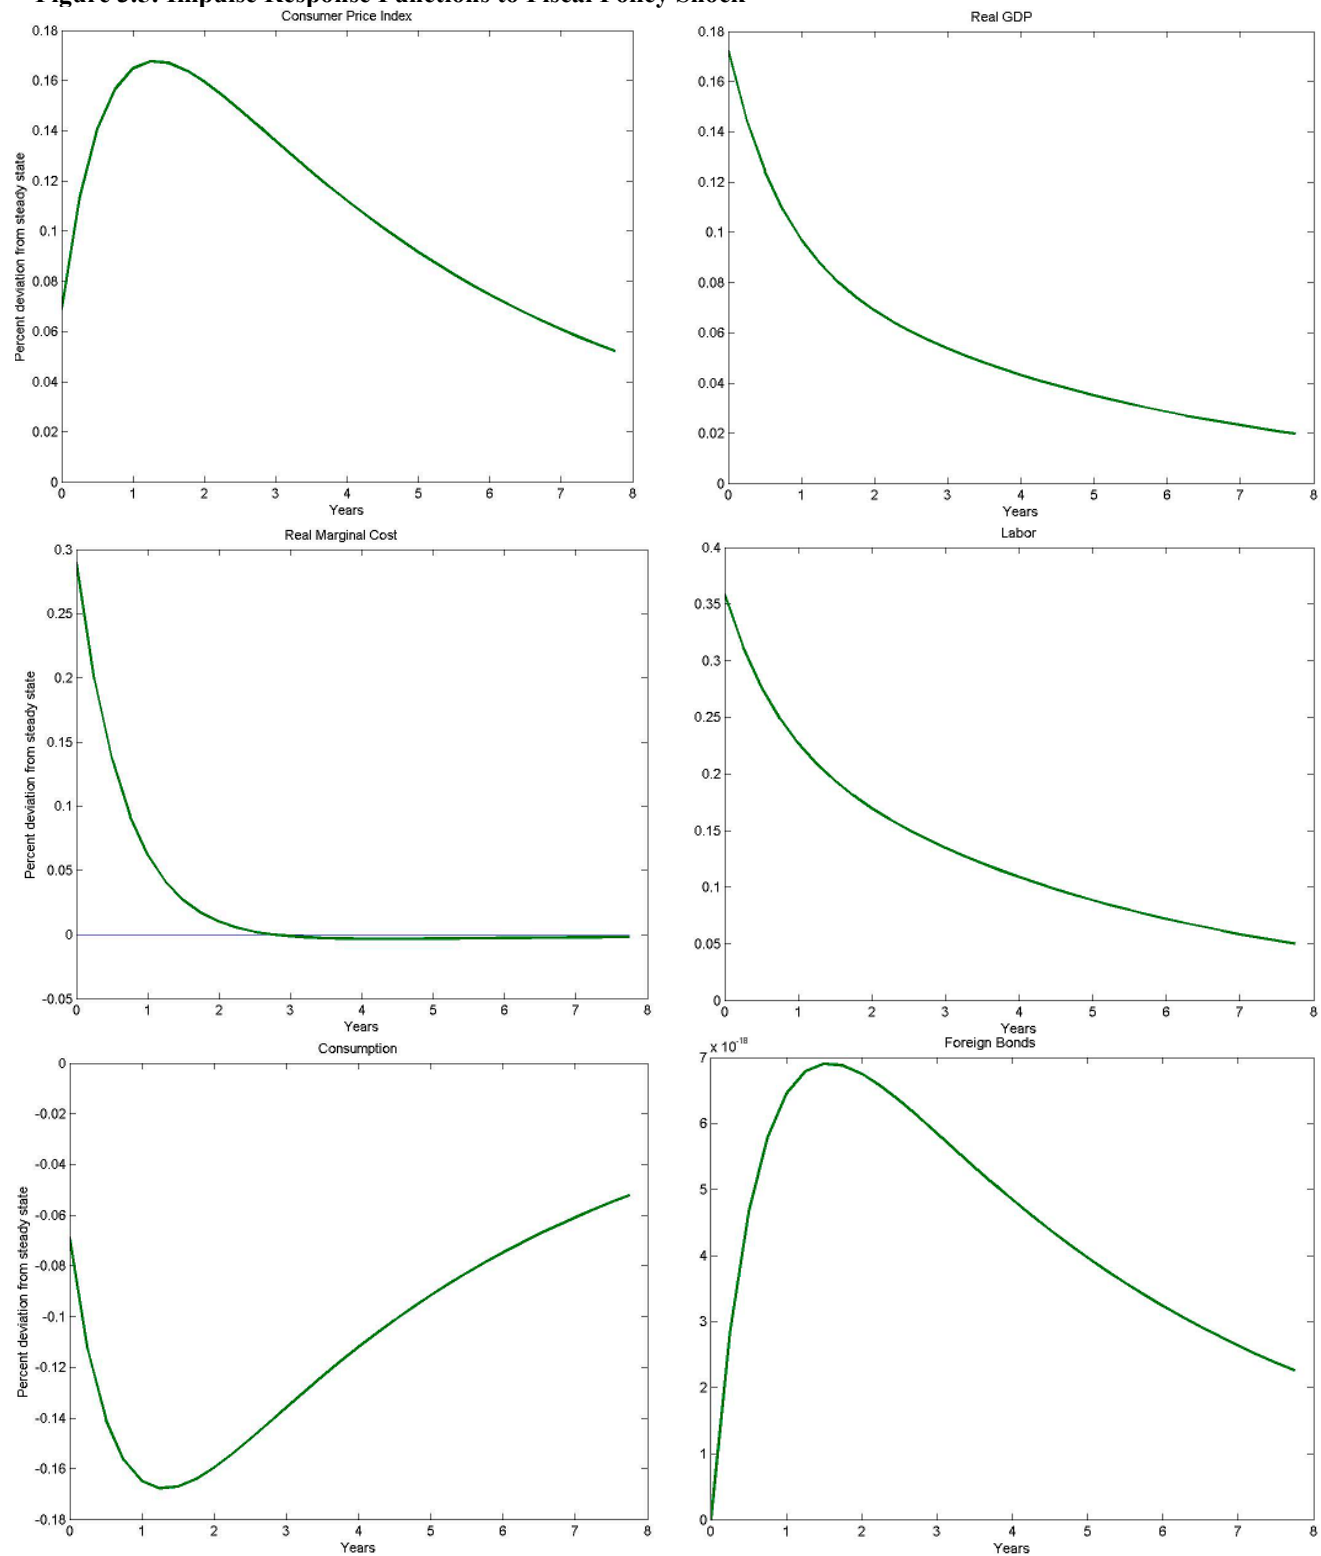 Figure 3.3: Impulse Response Functions to Fiscal Policy Shock
Consumer Price Index
Percent deviation from steady state
0.18
0.16
0.14
0.12
0.1
0.08
0.06
0.04
0.02
0
0 1 2 3 4 5 6 7 8
Years
Real GDP
0.18
0.16
0.14
0.12
0.1
0.08
0.06
0.04
0.02
0
0 1 2 3 4 5 6 7 8
Years
Real Marginal Cost
Percent deviation from steady state
0.3
0.25
0.2
0.15
0.1
0.05
0
-0.05
0 1 2 3 4 5 6 7 8
Years
Labor
0.4
0.35
0.3
0.25
0.2
0.15
0.1
0.05
0
0 1 2 3 4 5 6 7 8
Years
Consumption
Percent deviation from steady state
0
-0.02
-0.04
-0.06
-0.08
-0.1
-0.12
-0.14
-0.16
-0.18
0 1 2 3 4 5 6 7 8
Years
Foreign Bonds
x 10⁻¹⁸
7
6
5
4
3
2
1
0
0 1 2 3 4 5 6 7 8
Years